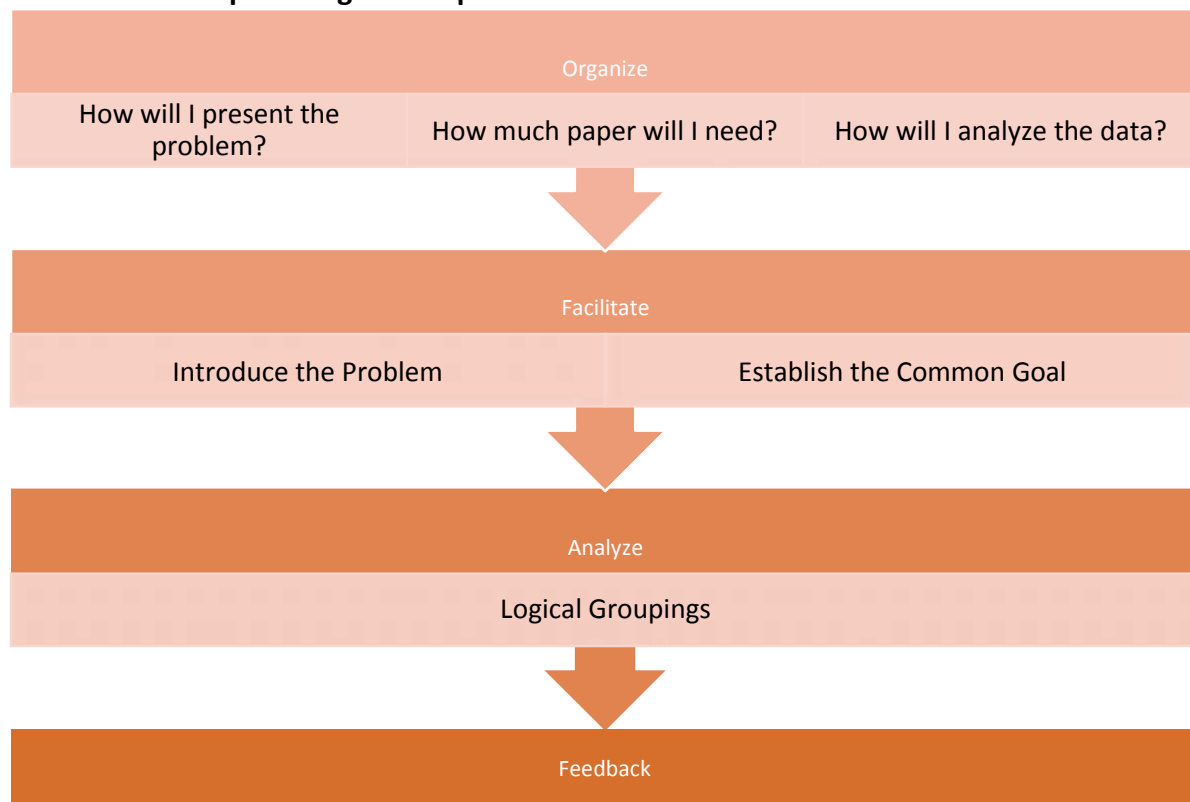 Organize
How will I present the
problem?
How much paper will I need?
How will I analyze the data?
Facilitate
Introduce the Problem
Establish the Common Goal
Analyze
Logical Groupings
Feedback